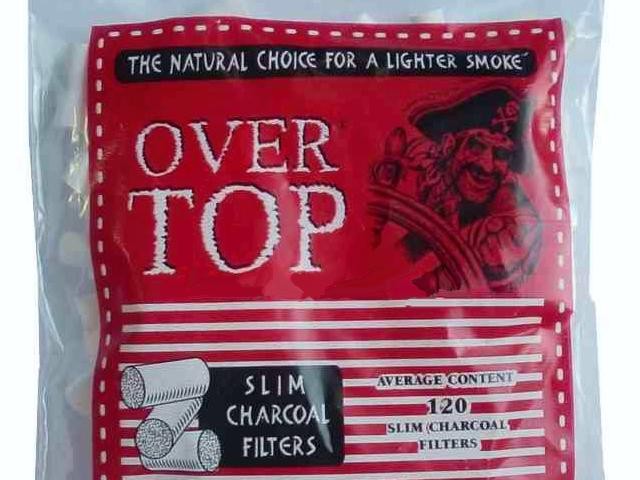 THE NATURAL CHOICE FOR A LIGHTER SMOKE
OVER
TOP
SLIM
CHARCOAL
FILTERS
AVERAGE CONTENT
120
SLIM CHARCOAL
FILTERS